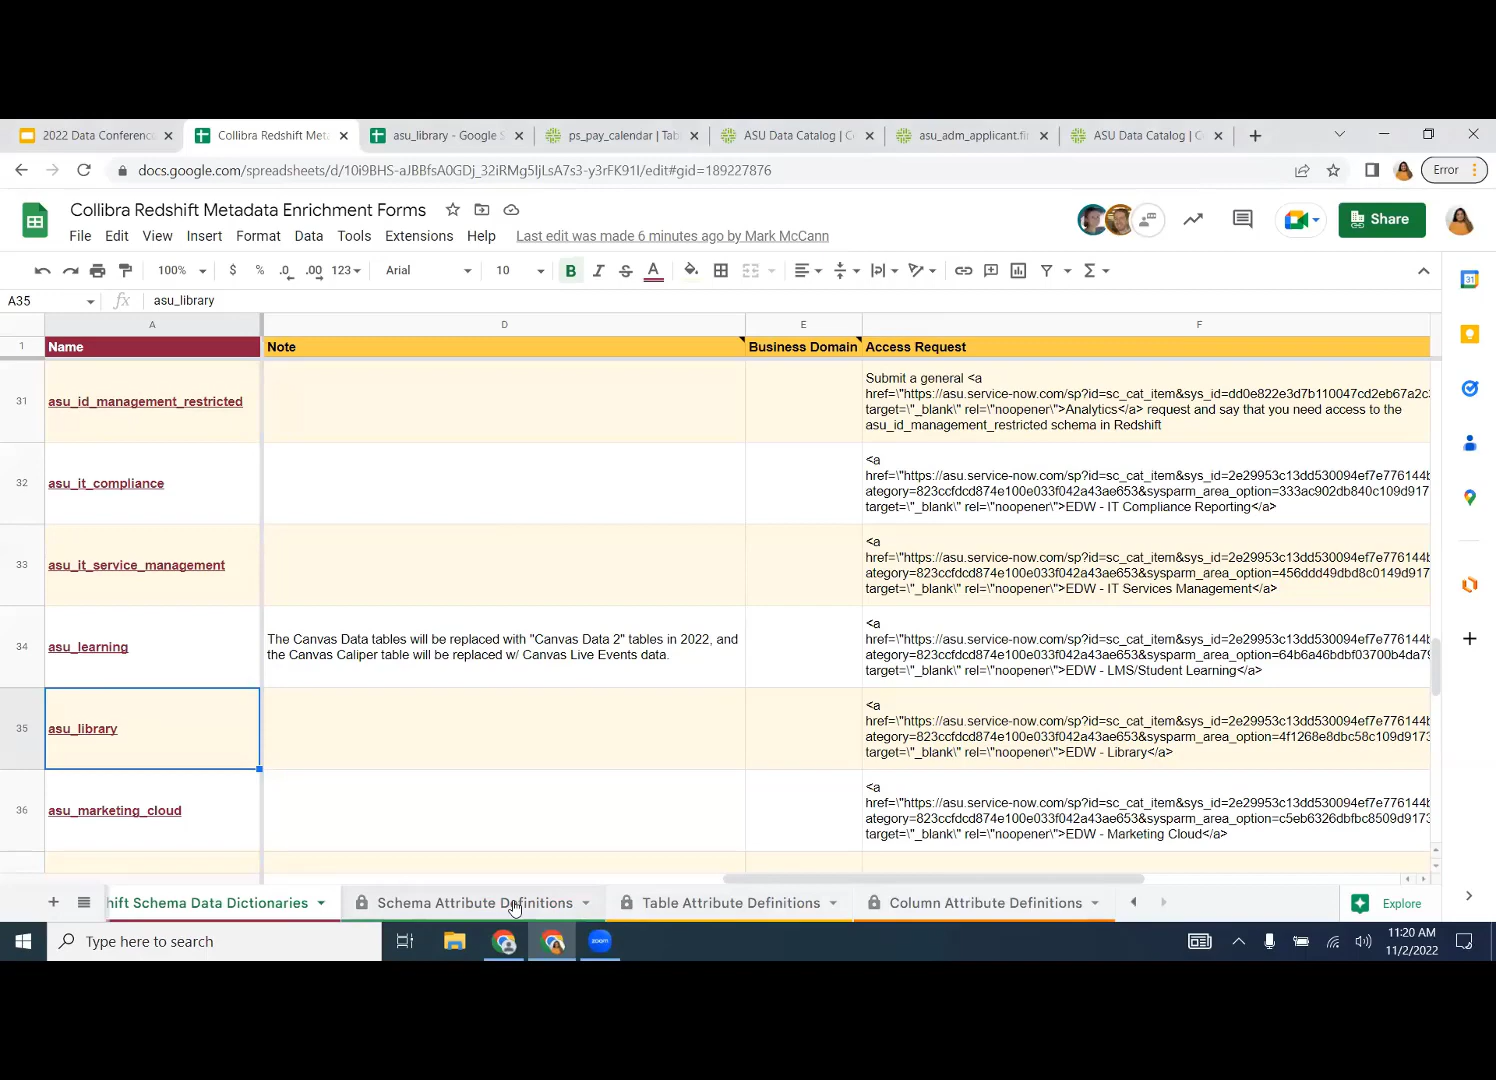 2022 Data Conferenc
Collibra Redshift Met
asu_library - Google S
ps_pay_calendar | Tab
ASU Data Catalog | C
asu_adm_applicant.fi
ASU Data Catalog | C
docs.google.com/spreadsheets/d/10i9BHS-aJBBfsA0GDj_32iRMg5IjLsA7s3-y3rFK91I/edit#gid=189227876
Error
Collibra Redshift Metadata Enrichment Forms
File Edit View Insert Format Data Tools Extensions Help Last edit was made 6 minutes ago by Mark McCann
Share
100% $ % .0 .00 123 Arial 10 B I S A
A35 fx asu_library
A D E F
1 Name Note Business Domain Access Request
31 asu_id_management_restricted
Submit a general <a
href=\"https://asu.service-now.com/sp?id=sc_cat_item&sys_id=dd0e822e3d7b110047cd2eb67a2c
target=\"_blank\" rel=\"noopener\">Analytics</a> request and say that you need access to the
asu_id_management_restricted schema in Redshift
32 asu_it_compliance
<a
href=\"https://asu.service-now.com/sp?id=sc_cat_item&sys_id=2e29953c13dd530094ef7e776144b
ategory=823ccfdcd874e100e033f042a43ae653&sysparm_area_option=333ac902db840c109d917
target=\"_blank\" rel=\"noopener\">EDW - IT Compliance Reporting</a>
33 asu_it_service_management
<a
href=\"https://asu.service-now.com/sp?id=sc_cat_item&sys_id=2e29953c13dd530094ef7e776144b
ategory=823ccfdcd874e100e033f042a43ae653&sysparm_area_option=456ddd49dbd8c0149d917
target=\"_blank\" rel=\"noopener\">EDW - IT Services Management</a>
34 asu_learning
The Canvas Data tables will be replaced with "Canvas Data 2" tables in 2022, and
the Canvas Caliper table will be replaced w/ Canvas Live Events data.
<a
href=\"https://asu.service-now.com/sp?id=sc_cat_item&sys_id=2e29953c13dd530094ef7e776144b
ategory=823ccfdcd874e100e033f042a43ae653&sysparm_area_option=64b6a46bdbf03700b4da79
target=\"_blank\" rel=\"noopener\">EDW - LMS/Student Learning</a>
35 asu_library
<a
href=\"https://asu.service-now.com/sp?id=sc_cat_item&sys_id=2e29953c13dd530094ef7e776144b
ategory=823ccfdcd874e100e033f042a43ae653&sysparm_area_option=4f1268e8dbc58c109d9173
target=\"_blank\" rel=\"noopener\">EDW - Library</a>
36 asu_marketing_cloud
<a
href=\"https://asu.service-now.com/sp?id=sc_cat_item&sys_id=2e29953c13dd530094ef7e776144b
ategory=823ccfdcd874e100e033f042a43ae653&sysparm_area_option=c5eb6326dbfbc8509d9173
target=\"_blank\" rel=\"noopener\">EDW - Marketing Cloud</a>
hift Schema Data Dictionaries Schema Attribute Definitions Table Attribute Definitions Column Attribute Definitions Explore
Type here to search
zoom
11:20 AM
11/2/2022